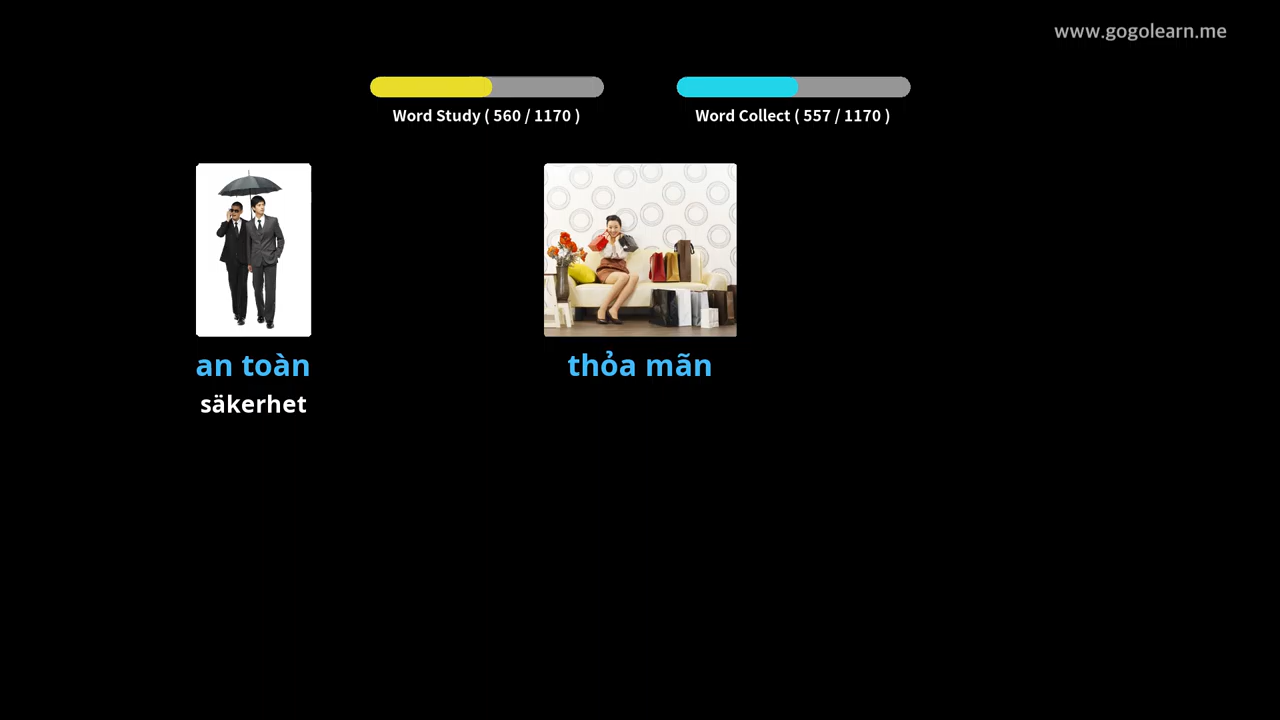 www.gogolearn.me
Word Study ( 560 / 1170 )
Word Collect ( 557 / 1170 )
an toàn
säkerhet
thỏa mãn